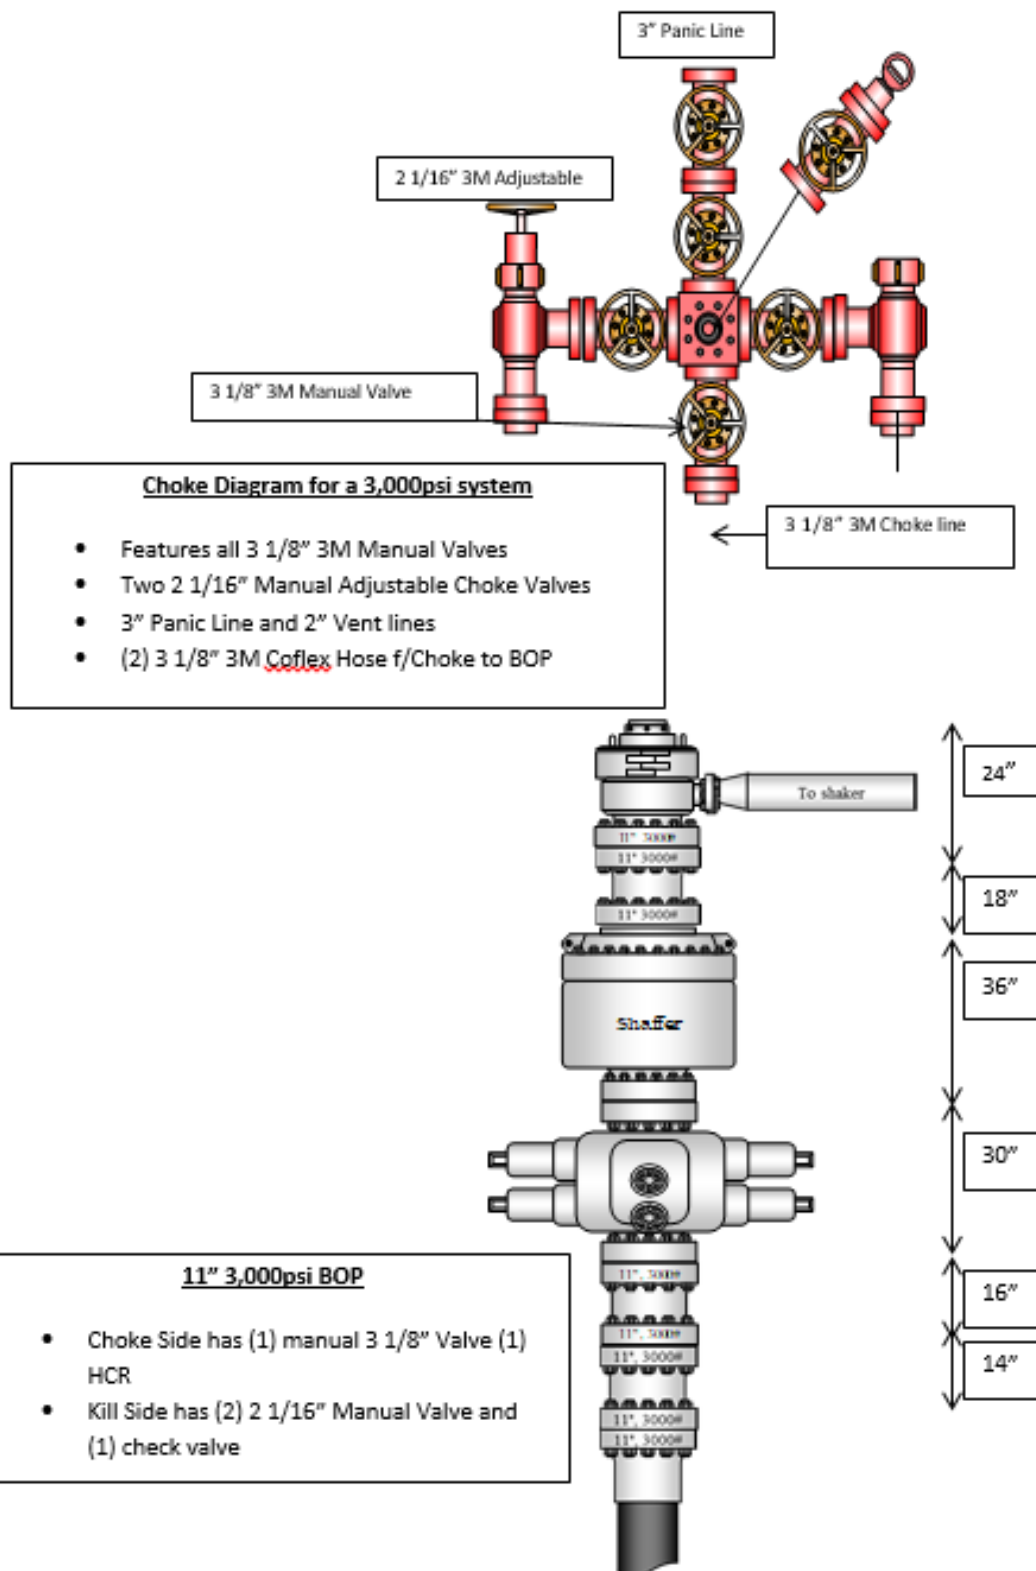 3” Panic Line
2 1/16” 3M Adjustable
3 1/8” 3M Manual Valve
3 1/8” 3M Choke line
Choke Diagram for a 3,000psi system
• Features all 3 1/8” 3M Manual Valves
• Two 2 1/16” Manual Adjustable Choke Valves
• 3” Panic Line and 2” Vent lines
• (2) 3 1/8” 3M Coflex Hose f/Choke to BOP
24”
To shaker
11" 3000#
11" 3000#
18”
11" 3000#
36”
Shaffer
30”
11” 3,000psi BOP
• Choke Side has (1) manual 3 1/8” Valve (1)
HCR
• Kill Side has (2) 2 1/16” Manual Valve and
(1) check valve
11", 3000#
16”
11", 3000#
11", 3000#
14”
11", 3000#
11", 3000#